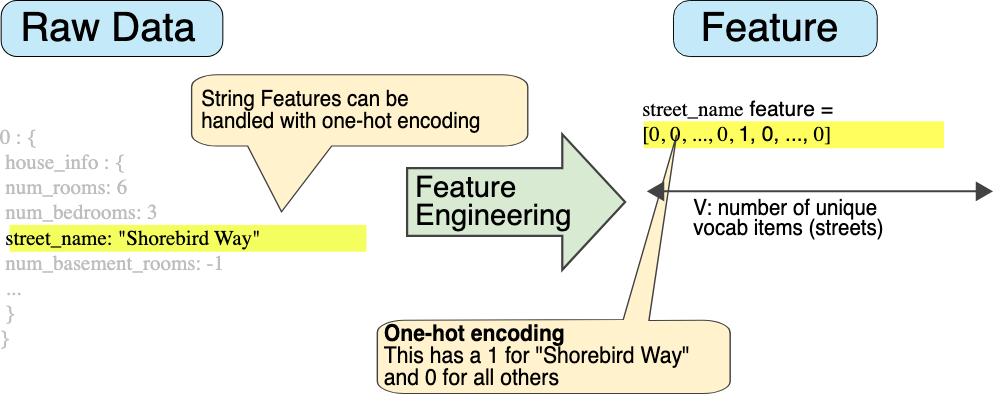 Raw Data
Feature
String Features can be
handled with one-hot encoding
0 : {
house_info : {
num_rooms: 6
num_bedrooms: 3
street_name: "Shorebird Way"
num_basement_rooms: -1
...
}
}
Feature
Engineering
street_name feature =
[0, 0, ..., 0, 1, 0, ..., 0]
V: number of unique
vocab items (streets)
One-hot encoding
This has a 1 for "Shorebird Way"
and 0 for all others